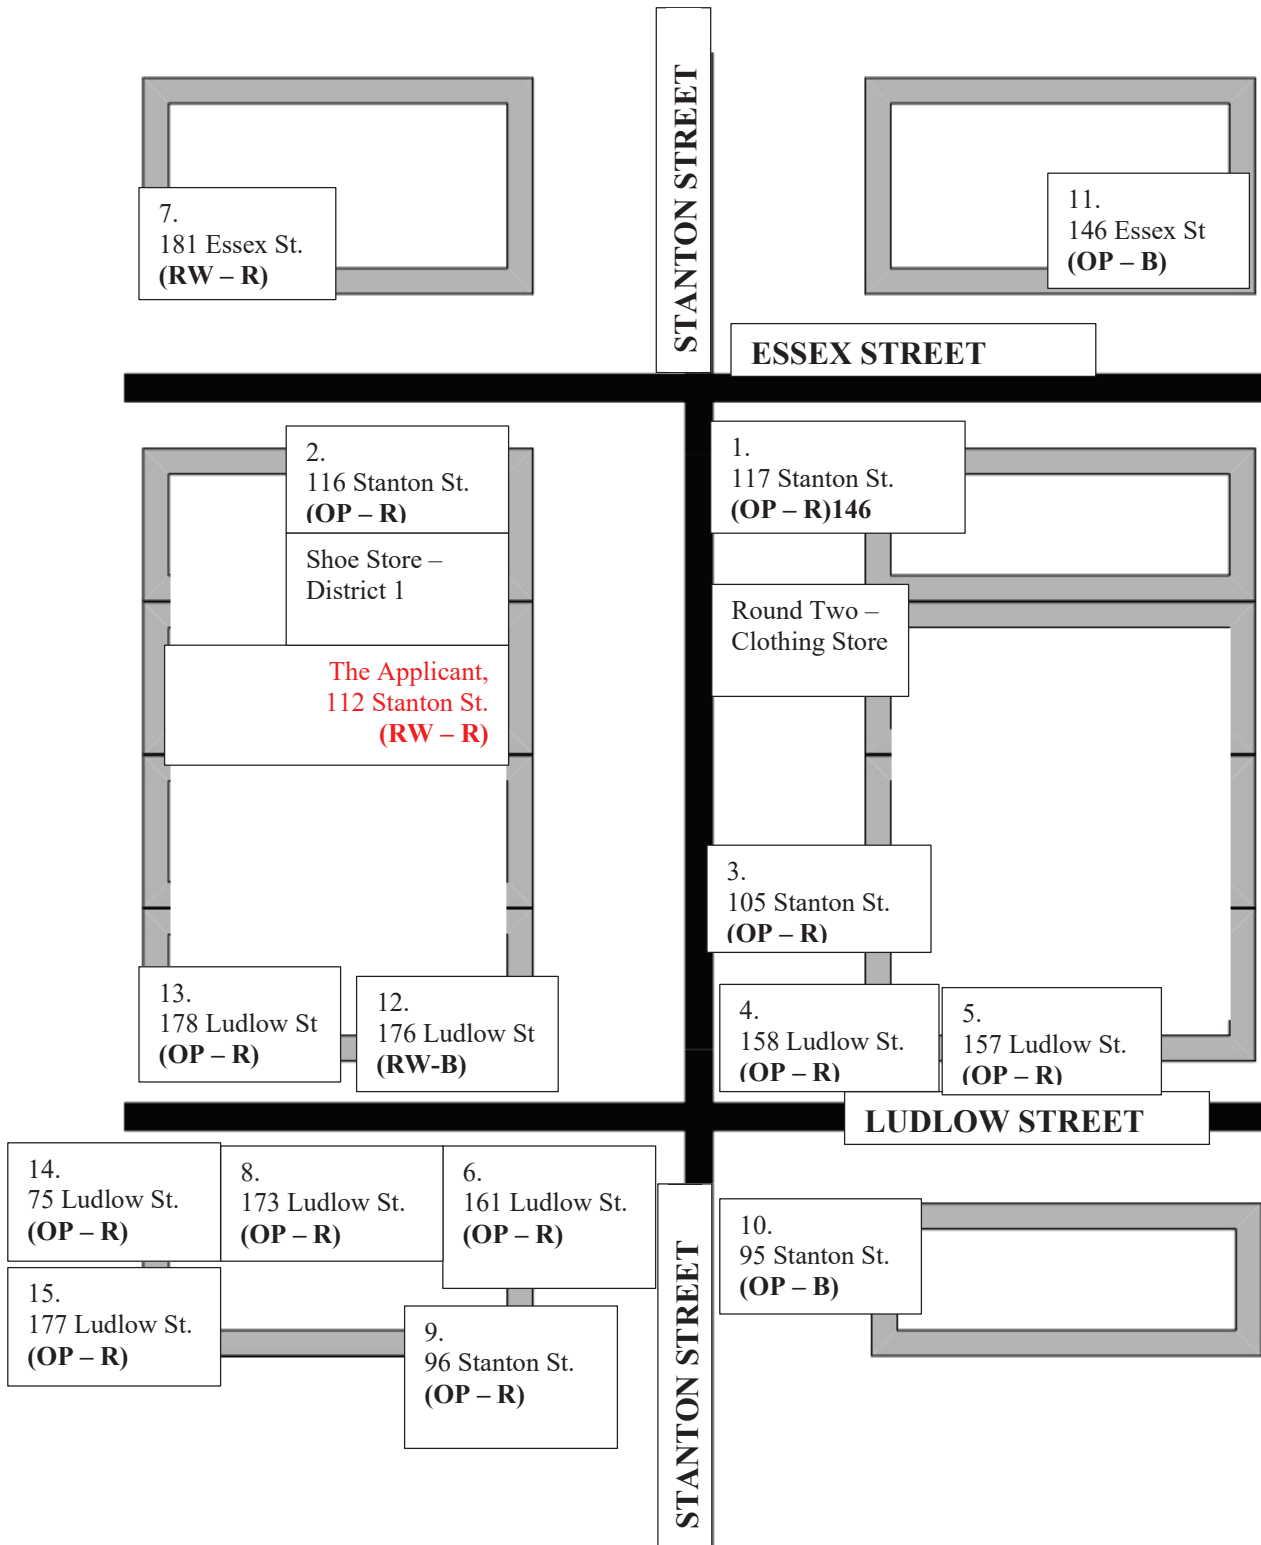 STANTON STREET
7.
181 Essex St.
(RW – R)
11.
146 Essex St
(OP – B)
ESSEX STREET
2.
116 Stanton St.
(OP – R)
1.
117 Stanton St.
(OP – R)146
Shoe Store –
District 1
Round Two –
Clothing Store
The Applicant,
112 Stanton St.
(RW – R)
3.
105 Stanton St.
(OP – R)
13.
178 Ludlow St
(OP – R)
12.
176 Ludlow St
(RW-B)
4.
158 Ludlow St.
(OP – R)
5.
157 Ludlow St.
(OP – R)
LUDLOW STREET
14.
75 Ludlow St.
(OP – R)
8.
173 Ludlow St.
(OP – R)
6.
161 Ludlow St.
(OP – R)
10.
95 Stanton St.
(OP – B)
15.
177 Ludlow St.
(OP – R)
9.
96 Stanton St.
(OP – R)
STANTON STREET